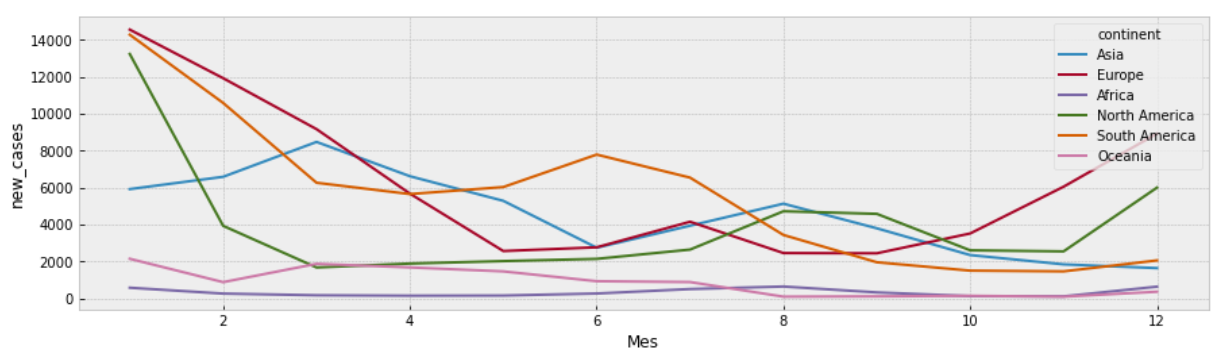 14000
12000
10000
8000
6000
4000
2000
0
new_cases
2
4
6
8
10
12
Mes
continent
Asia
Europe
Africa
North America
South America
Oceania